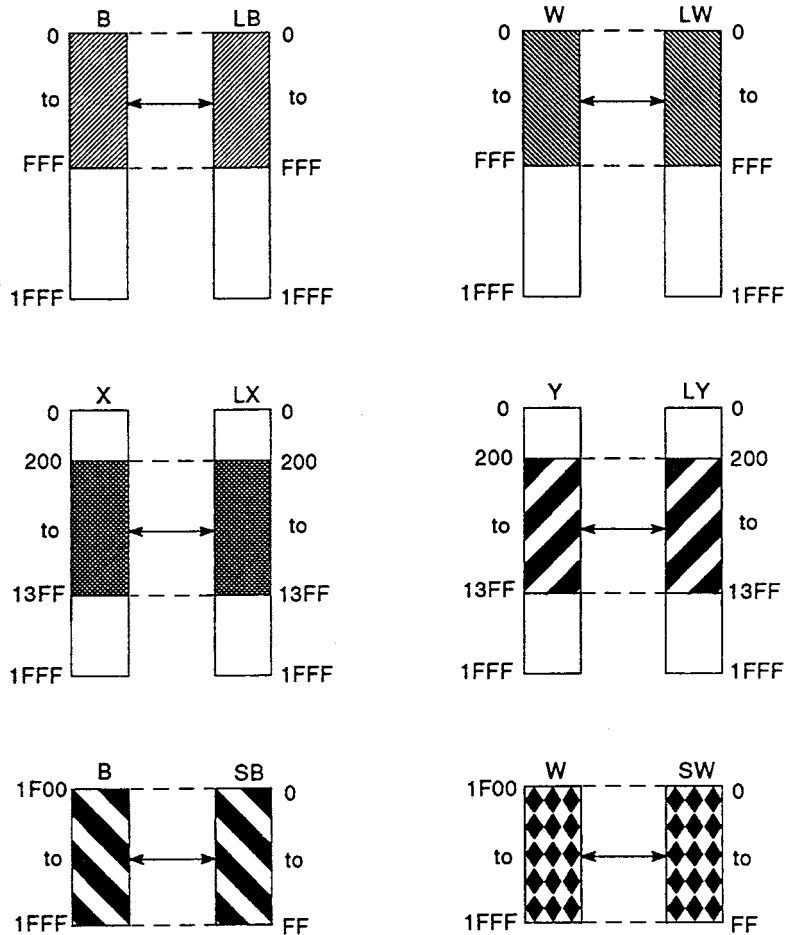 B LB
0 0
to to
FFF FFF
1FFF 1FFF
W LW
0 0
to to
FFF FFF
1FFF 1FFF
X LX
0 0
200 200
to to
13FF 13FF
1FFF 1FFF
Y LY
0 0
200 200
to to
13FF 13FF
1FFF 1FFF
B SB
1F00 0
to to
1FFF FF
W SW
1F00 0
to to
1FFF FF